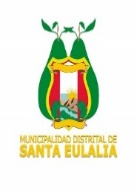 MUNICIPALIDAD DISTRITAL DE
SANTA EULALIA